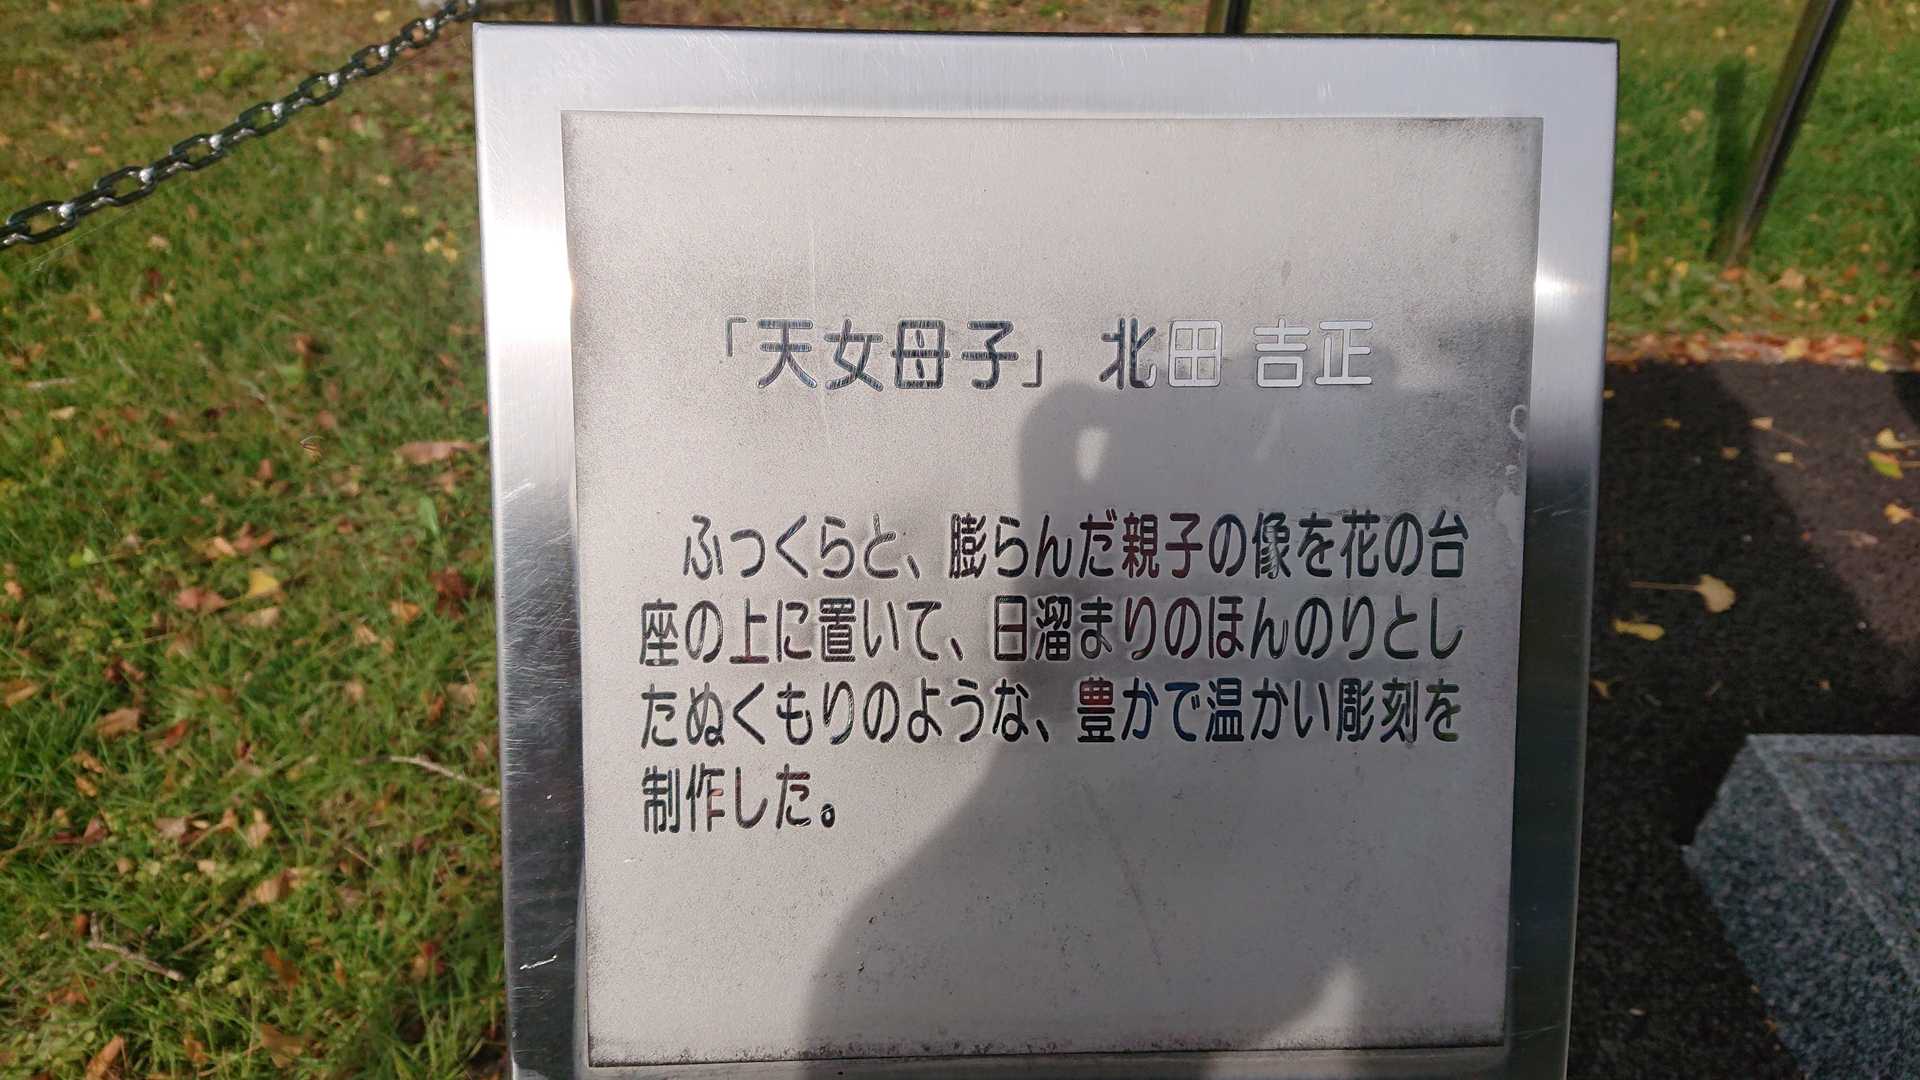 「天女母子」 北田 吉正
ふっくらと、膨らんだ親子の像を花の台
座の上に置いて、日溜まりのほんのりとし
たぬくもりのような、豊かで温かい彫刻を
制作した。